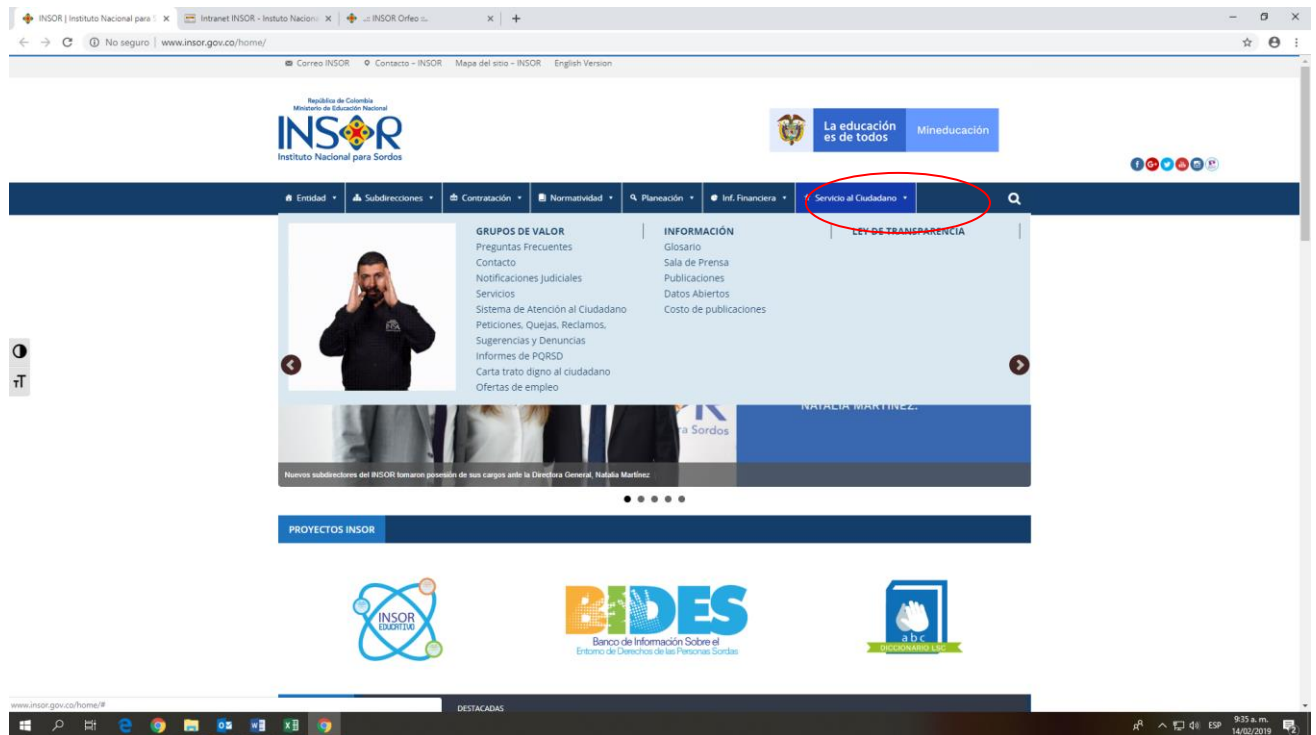 INSOR | Instituto Nacional para S
Intranet INSOR - Instuto Naciona
..:: INSOR Orfeo ::..
No seguro | www.insor.gov.co/home/
Correo INSOR Contacto – INSOR Mapa del sitio – INSOR English Version
República de Colombia
Ministerio de Educación Nacional
INSOR
Instituto Nacional para Sordos
La educación
es de todos
Mineducación
Entidad Subdirecciones Contratación Normatividad Planeación Inf. Financiera Servicio al Ciudadano
GRUPOS DE VALOR
Preguntas Frecuentes
Contacto
Notificaciones Judiciales
Servicios
Sistema de Atención al Ciudadano
Peticiones, Quejas, Reclamos,
Sugerencias y Denuncias
Informes de PQRSD
Carta trato digno al ciudadano
Ofertas de empleo
INFORMACIÓN
Glosario
Sala de Prensa
Publicaciones
Datos Abiertos
Costo de publicaciones
LEY DE TRANSPARENCIA
NATALIA MARTÍNEZ.
ra Sordos
Nuevos subdirectores del INSOR tomaron posesión de sus cargos ante la Directora General, Natalia Martínez
PROYECTOS INSOR
INSOR
EDUCATIVO
BIDES
Banco de Información Sobre el
Entorno de Derechos de las Personas Sordas
abc
DICCIONARIO LSC
www.insor.gov.co/home/#
DESTACADAS
ESP
9:35 a. m.
14/02/2019